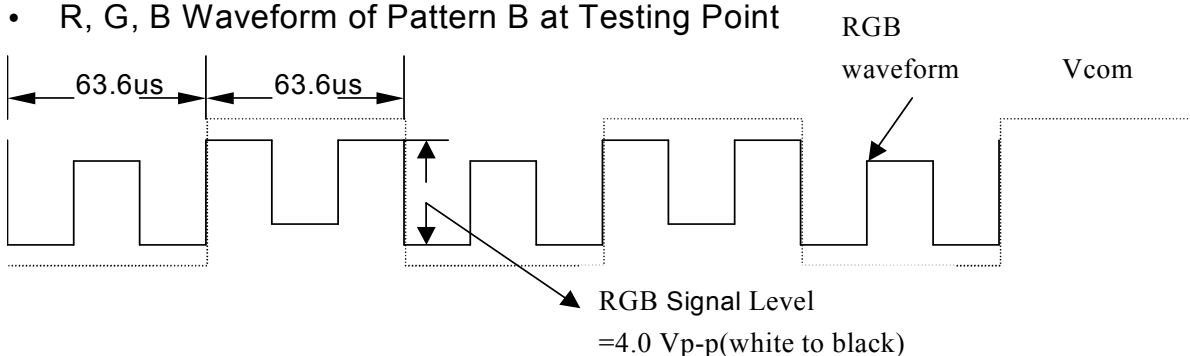 • R, G, B Waveform of Pattern B at Testing Point
RGB
waveform
Vcom
63.6us
63.6us
RGB Signal Level
=4.0 Vp-p(white to black)